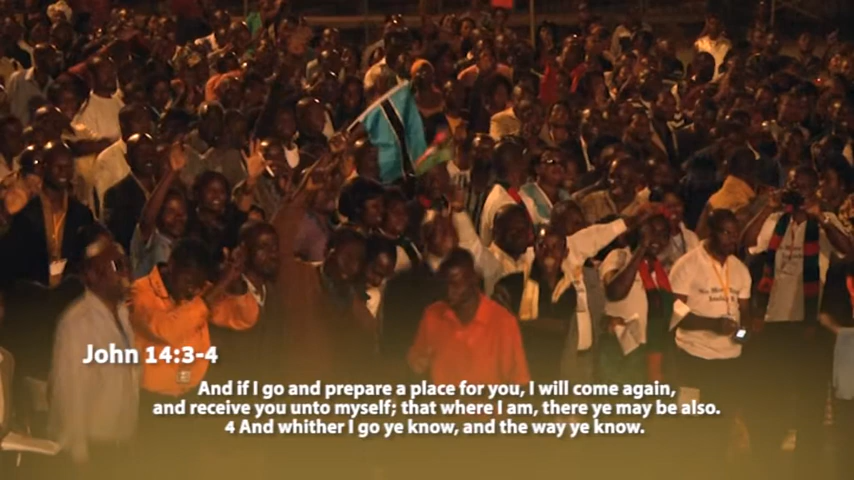 John 14:3-4
And if I go and prepare a place for you, I will come again,
and receive you unto myself; that where I am, there ye may be also.
4 And whither I go ye know, and the way ye know.